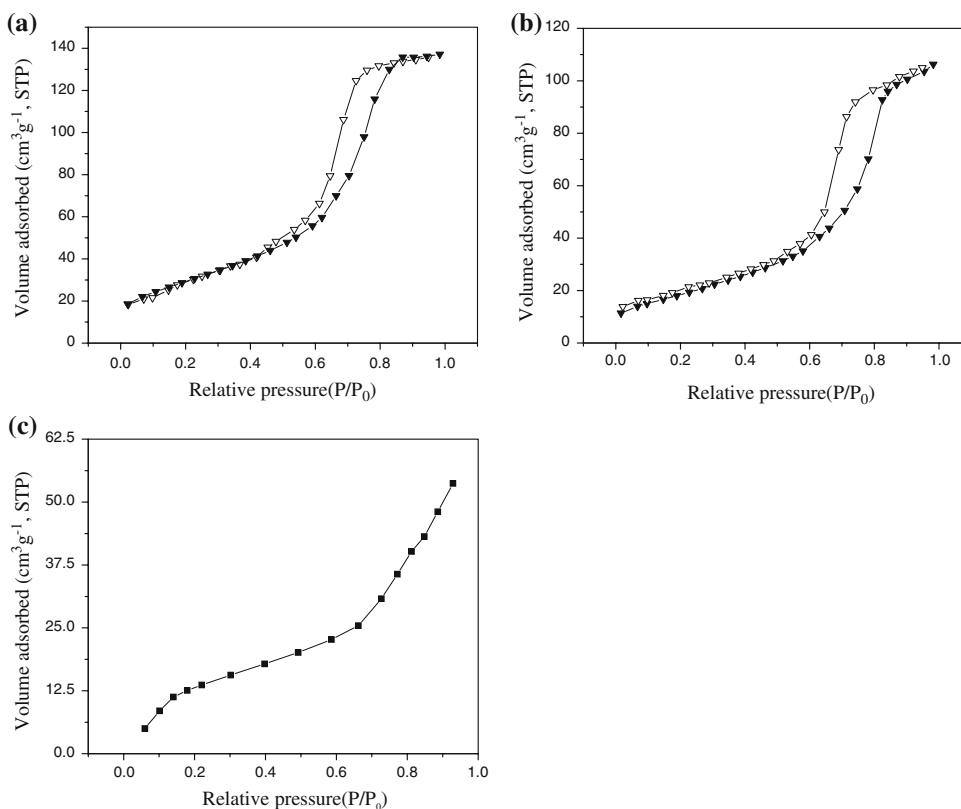 (a)
Volume adsorbed (cm³g⁻¹, STP)
160
140
120
100
80
60
40
20
0
0.0 0.2 0.4 0.6 0.8 1.0
Relative pressure(P/P₀)
(b)
Volume adsorbed (cm³g⁻¹, STP)
120
100
80
60
40
20
0
0.0 0.2 0.4 0.6 0.8 1.0
Relative pressure(P/P₀)
(c)
Volume adsorbed (cm³g⁻¹, STP)
62.5
50.0
37.5
25.0
12.5
0.0
0.0 0.2 0.4 0.6 0.8 1.0
Relative pressure(P/P₀)